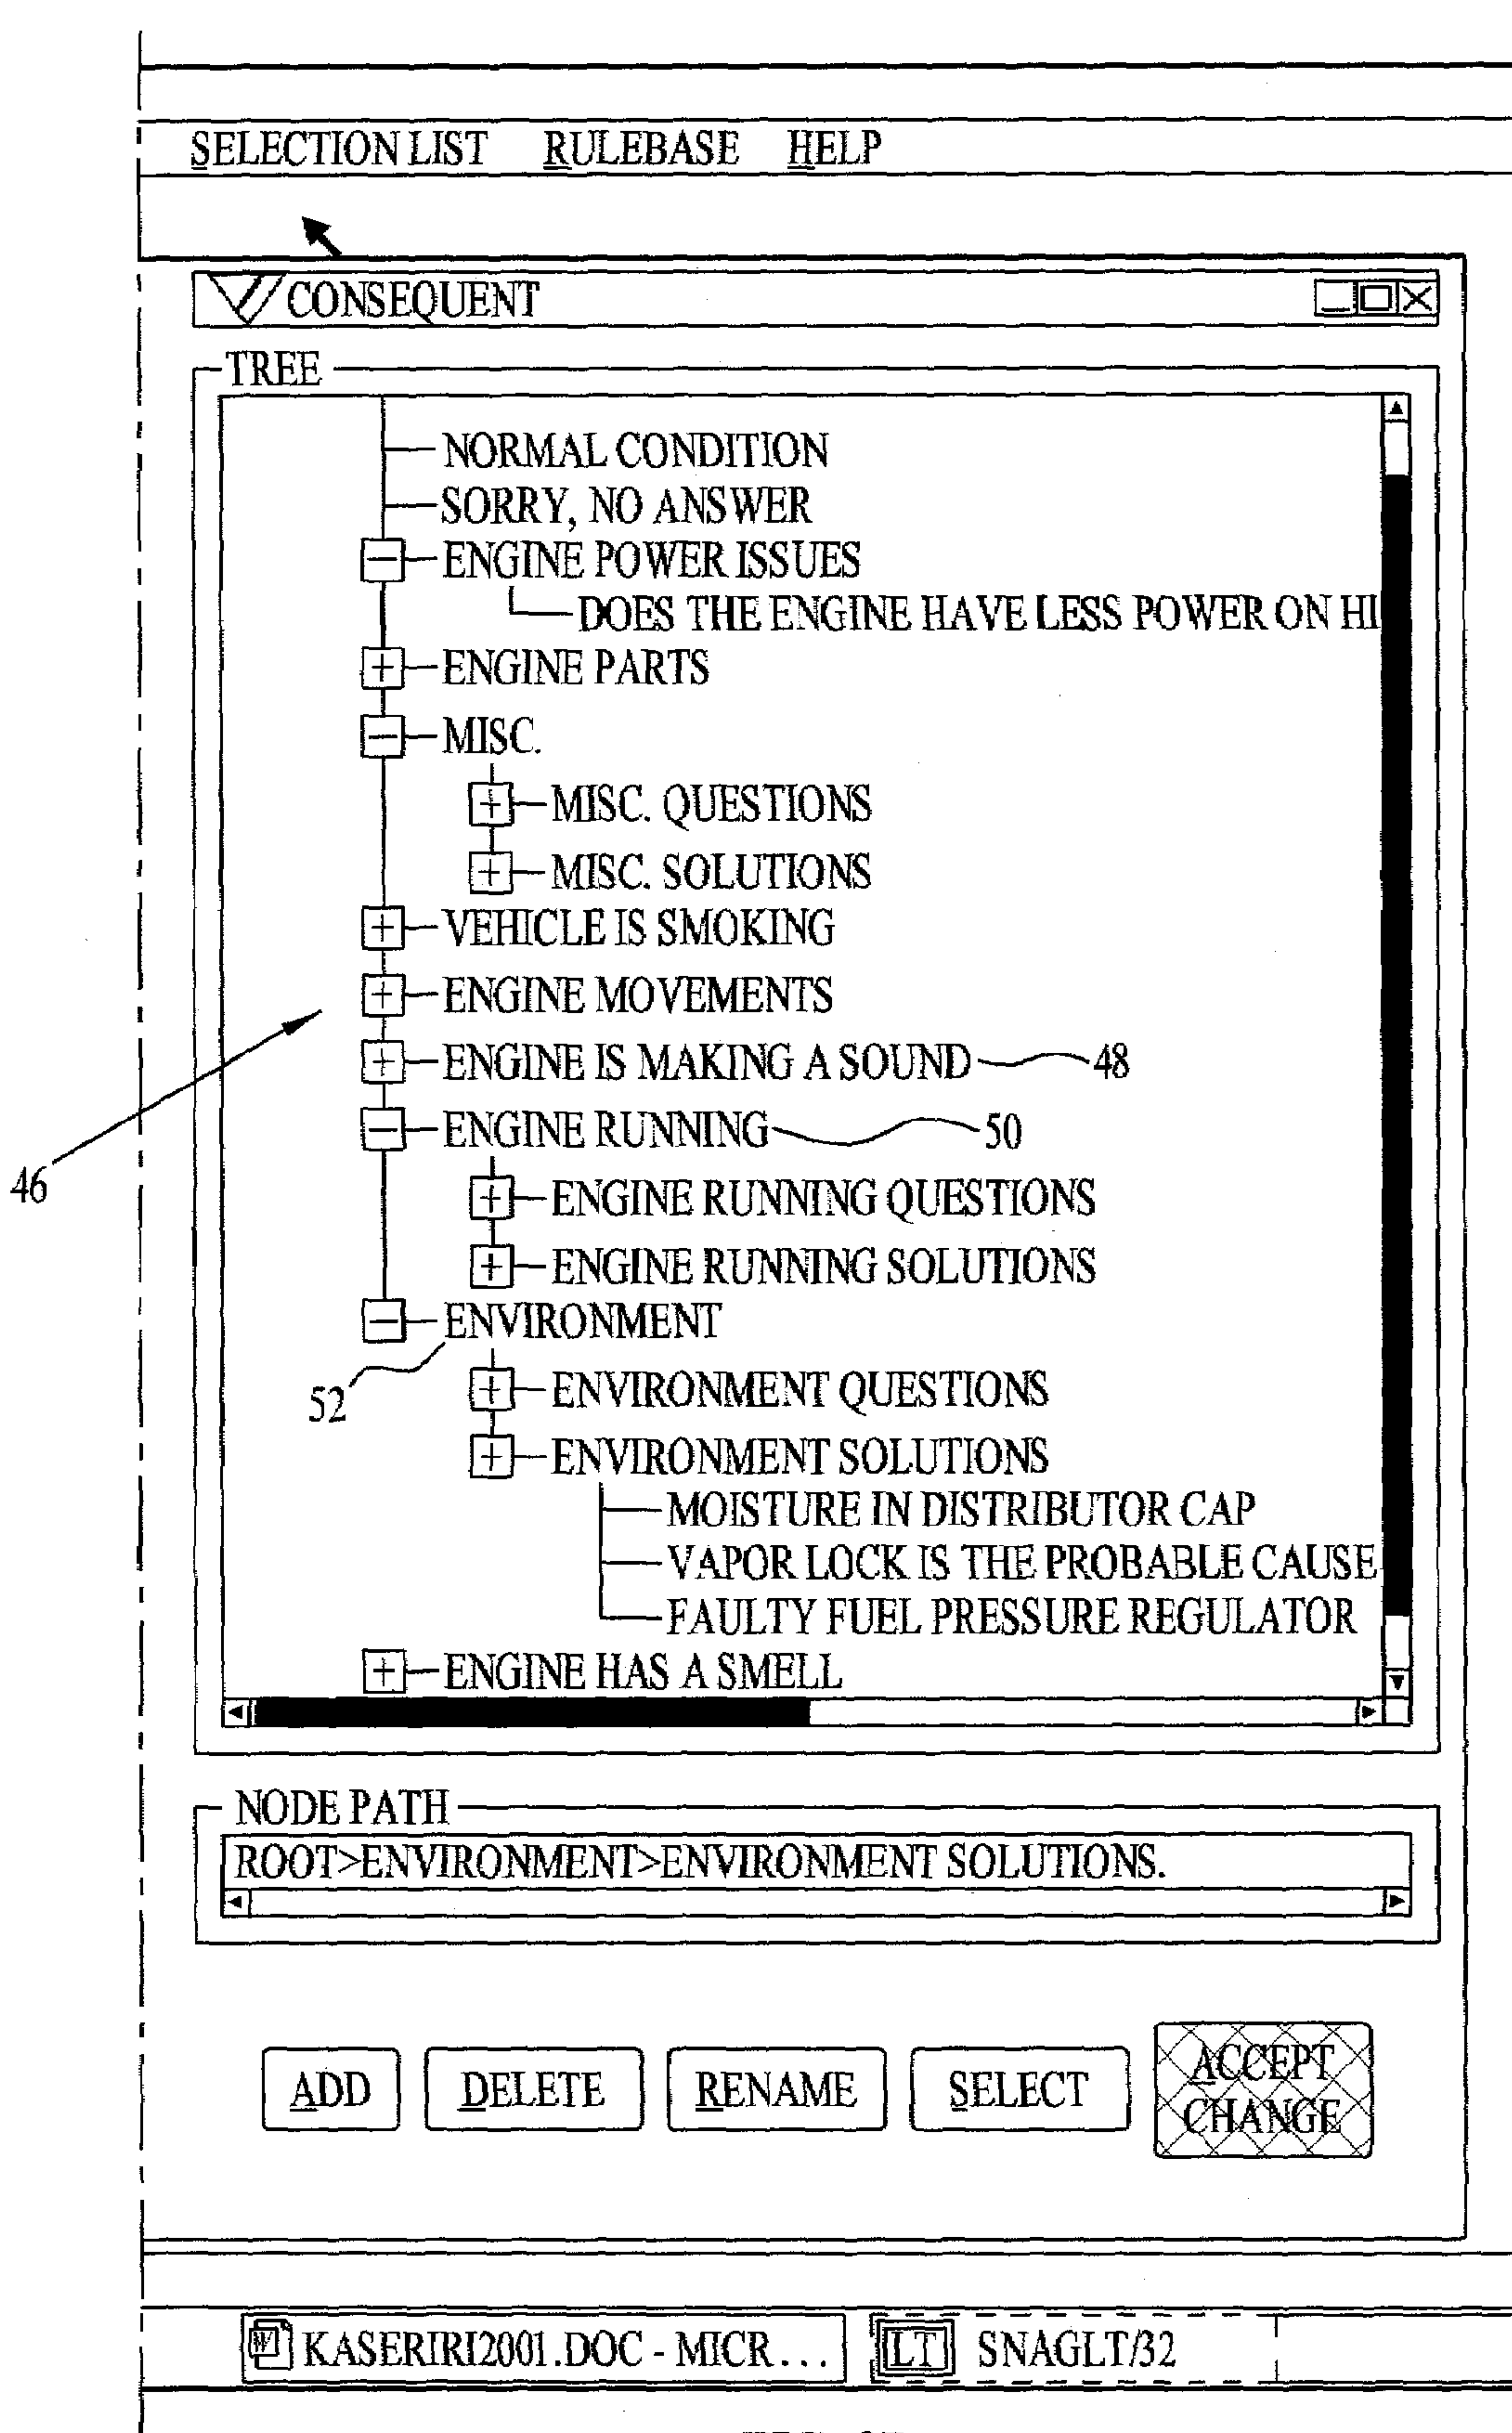 SELECTION LIST RULEBASE HELP
CONSEQUENT
TREE
NORMAL CONDITION
SORRY, NO ANSWER
ENGINE POWER ISSUES
DOES THE ENGINE HAVE LESS POWER ON HI
ENGINE PARTS
MISC.
MISC. QUESTIONS
MISC. SOLUTIONS
VEHICLE IS SMOKING
ENGINE MOVEMENTS
ENGINE IS MAKING A SOUND 48
ENGINE RUNNING 50
46
ENGINE RUNNING QUESTIONS
ENGINE RUNNING SOLUTIONS
ENVIRONMENT
52
ENVIRONMENT QUESTIONS
ENVIRONMENT SOLUTIONS
MOISTURE IN DISTRIBUTOR CAP
VAPOR LOCK IS THE PROBABLE CAUSE
FAULTY FUEL PRESSURE REGULATOR
ENGINE HAS A SMELL
NODE PATH
ROOT>ENVIRONMENT>ENVIRONMENT SOLUTIONS.
ADD DELETE RENAME SELECT ACCEPT
CHANGE
W KASERIRI2001.DOC - MICR... LT SNAGLT/32